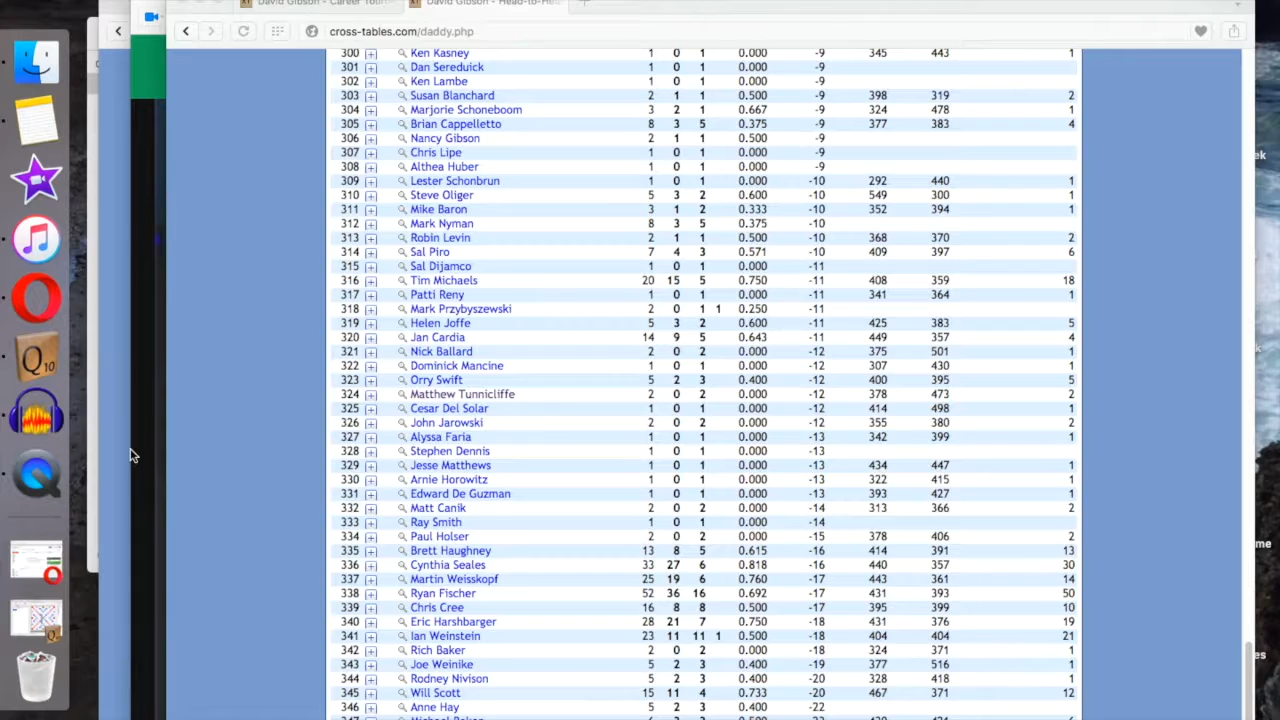 David Gibson - Career Tour
David Gibson - Head-to-He
cross-tables.com/daddy.php
300 Ken Kasney 1 0 1 0.000 -9 345 443 1
301 Dan Sereduick 1 0 1 0.000 -9
302 Ken Lambe 1 0 1 0.000 -9
303 Susan Blanchard 2 1 1 0.500 -9 398 319 2
304 Marjorie Schoneboom 3 2 1 0.667 -9 324 478 1
305 Brian Cappelletto 8 3 5 0.375 -9 377 383 4
306 Nancy Gibson 2 1 1 0.500 -9
307 Chris Lipe 1 0 1 0.000 -9
308 Althea Huber 1 0 1 0.000 -9
309 Lester Schonbrun 1 0 1 0.000 -10 292 440
310 Steve Oliger 5 3 2 0.600 -10 549 300
311 Mike Baron 3 1 2 0.333 -10 352 394 1
312 Mark Nyman 8 3 5 0.375 -10
313 Robin Levin 2 1 1 0.500 -10 368 370 2
314 Sal Piro 7 4 3 0.571 -10 409 397 6
315 Sal Dijamco 1 0 1 0.000 -11
316 Tim Michaels 20 15 5 0.750 -11 408 359 18
317 Patti Reny 1 0 1 0.000 -11 341 364 1
318 Mark Przybyszewski 2 0 1 1 0.250 -11
319 Helen Joffe 5 3 2 0.600 -11 425 383 5
320 Jan Cardia 14 9 5 0.643 -11 449 357 4
321 Nick Ballard 2 0 2 0.000 -12 375 501 1
322 Dominick Mancine 1 0 1 0.000 -12 307 430 1
323 Orry Swift 5 2 3 0.400 -12 400 395 5
324 Matthew Tunnicliffe 2 0 2 0.000 -12 378 473 2
325 Cesar Del Solar 1 0 1 0.000 -12 414 498 1
326 John Jarowski 2 0 2 0.000 -12 355 380 2
327 Alyssa Faria 1 0 1 0.000 -13 342 399 1
328 Stephen Dennis 1 0 1 0.000 -13
329 Jesse Matthews 1 0 1 0.000 -13 434 447 1
330 Arnie Horowitz 1 0 1 0.000 -13 322 415 1
331 Edward De Guzman 1 0 1 0.000 -13 393 427 1
332 Matt Canik 2 0 2 0.000 -14 313 366 2
333 Ray Smith 1 0 1 0.000 -14
334 Paul Holser 2 0 2 0.000 -15 378 406 2
335 Brett Haughney 13 8 5 0.615 -16 414 391 13
336 Cynthia Seales 33 27 6 0.818 -16 440 357 30
337 Martin Weisskopf 25 19 6 0.760 -17 443 361 14
338 Ryan Fischer 52 36 16 0.692 -17 431 393 50
339 Chris Cree 16 8 8 0.500 -17 395 399 10
340 Eric Harshbarger 28 21 7 0.750 -18 431 376 19
341 Ian Weinstein 23 11 11 1 0.500 -18 404 404 21
342 Rich Baker 2 0 2 0.000 -18 324 371 1
343 Joe Weinike 5 2 3 0.400 -19 377 516 1
344 Rodney Nivison 5 2 3 0.400 -20 328 418 1
345 Will Scott 15 11 4 0.733 -20 467 371 12
346 Anne Hay 5 2 3 0.400 -22
Q10
ek
k
me
es